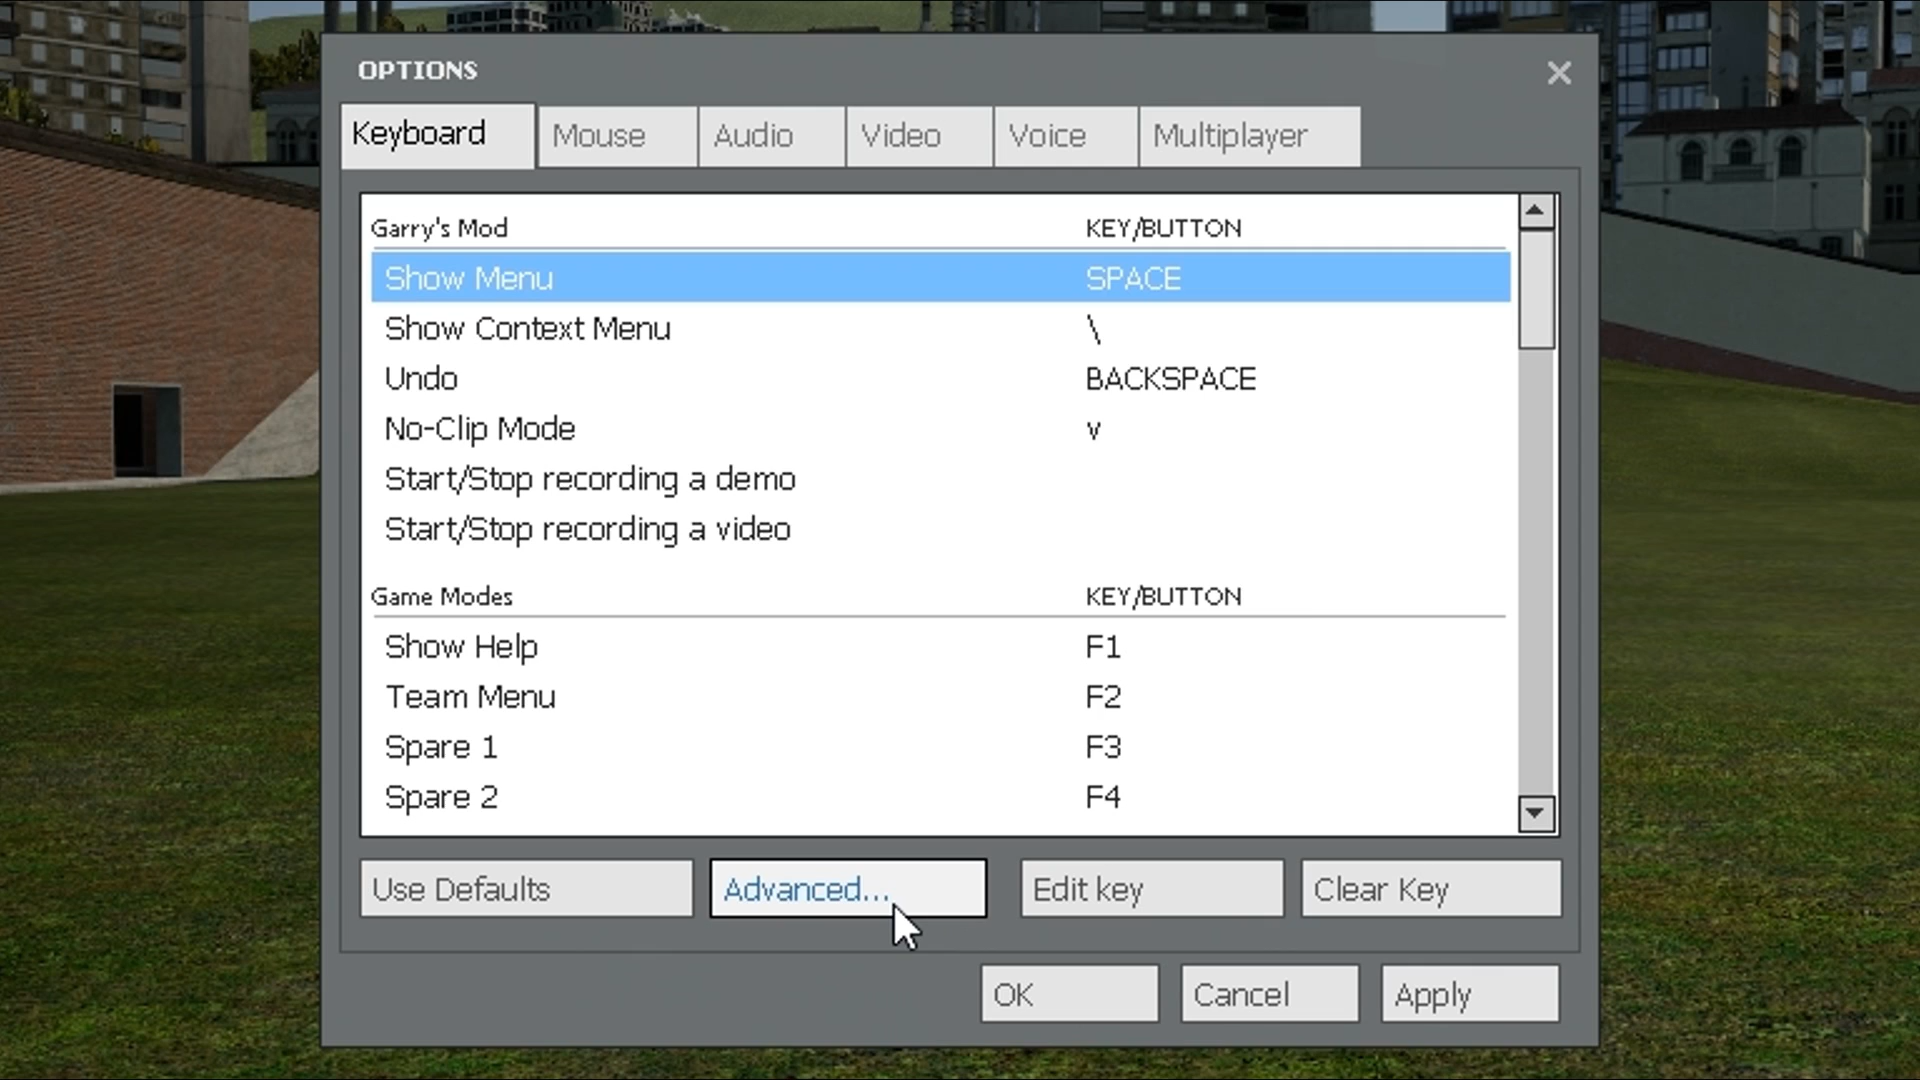 OPTIONS
Keyboard Mouse Audio Video Voice Multiplayer
Garry's Mod KEY/BUTTON
Show Menu SPACE
Show Context Menu \
Undo BACKSPACE
No-Clip Mode v
Start/Stop recording a demo
Start/Stop recording a video
Game Modes KEY/BUTTON
Show Help F1
Team Menu F2
Spare 1 F3
Spare 2 F4
Use Defaults Advanced... Edit key Clear Key
OK Cancel Apply